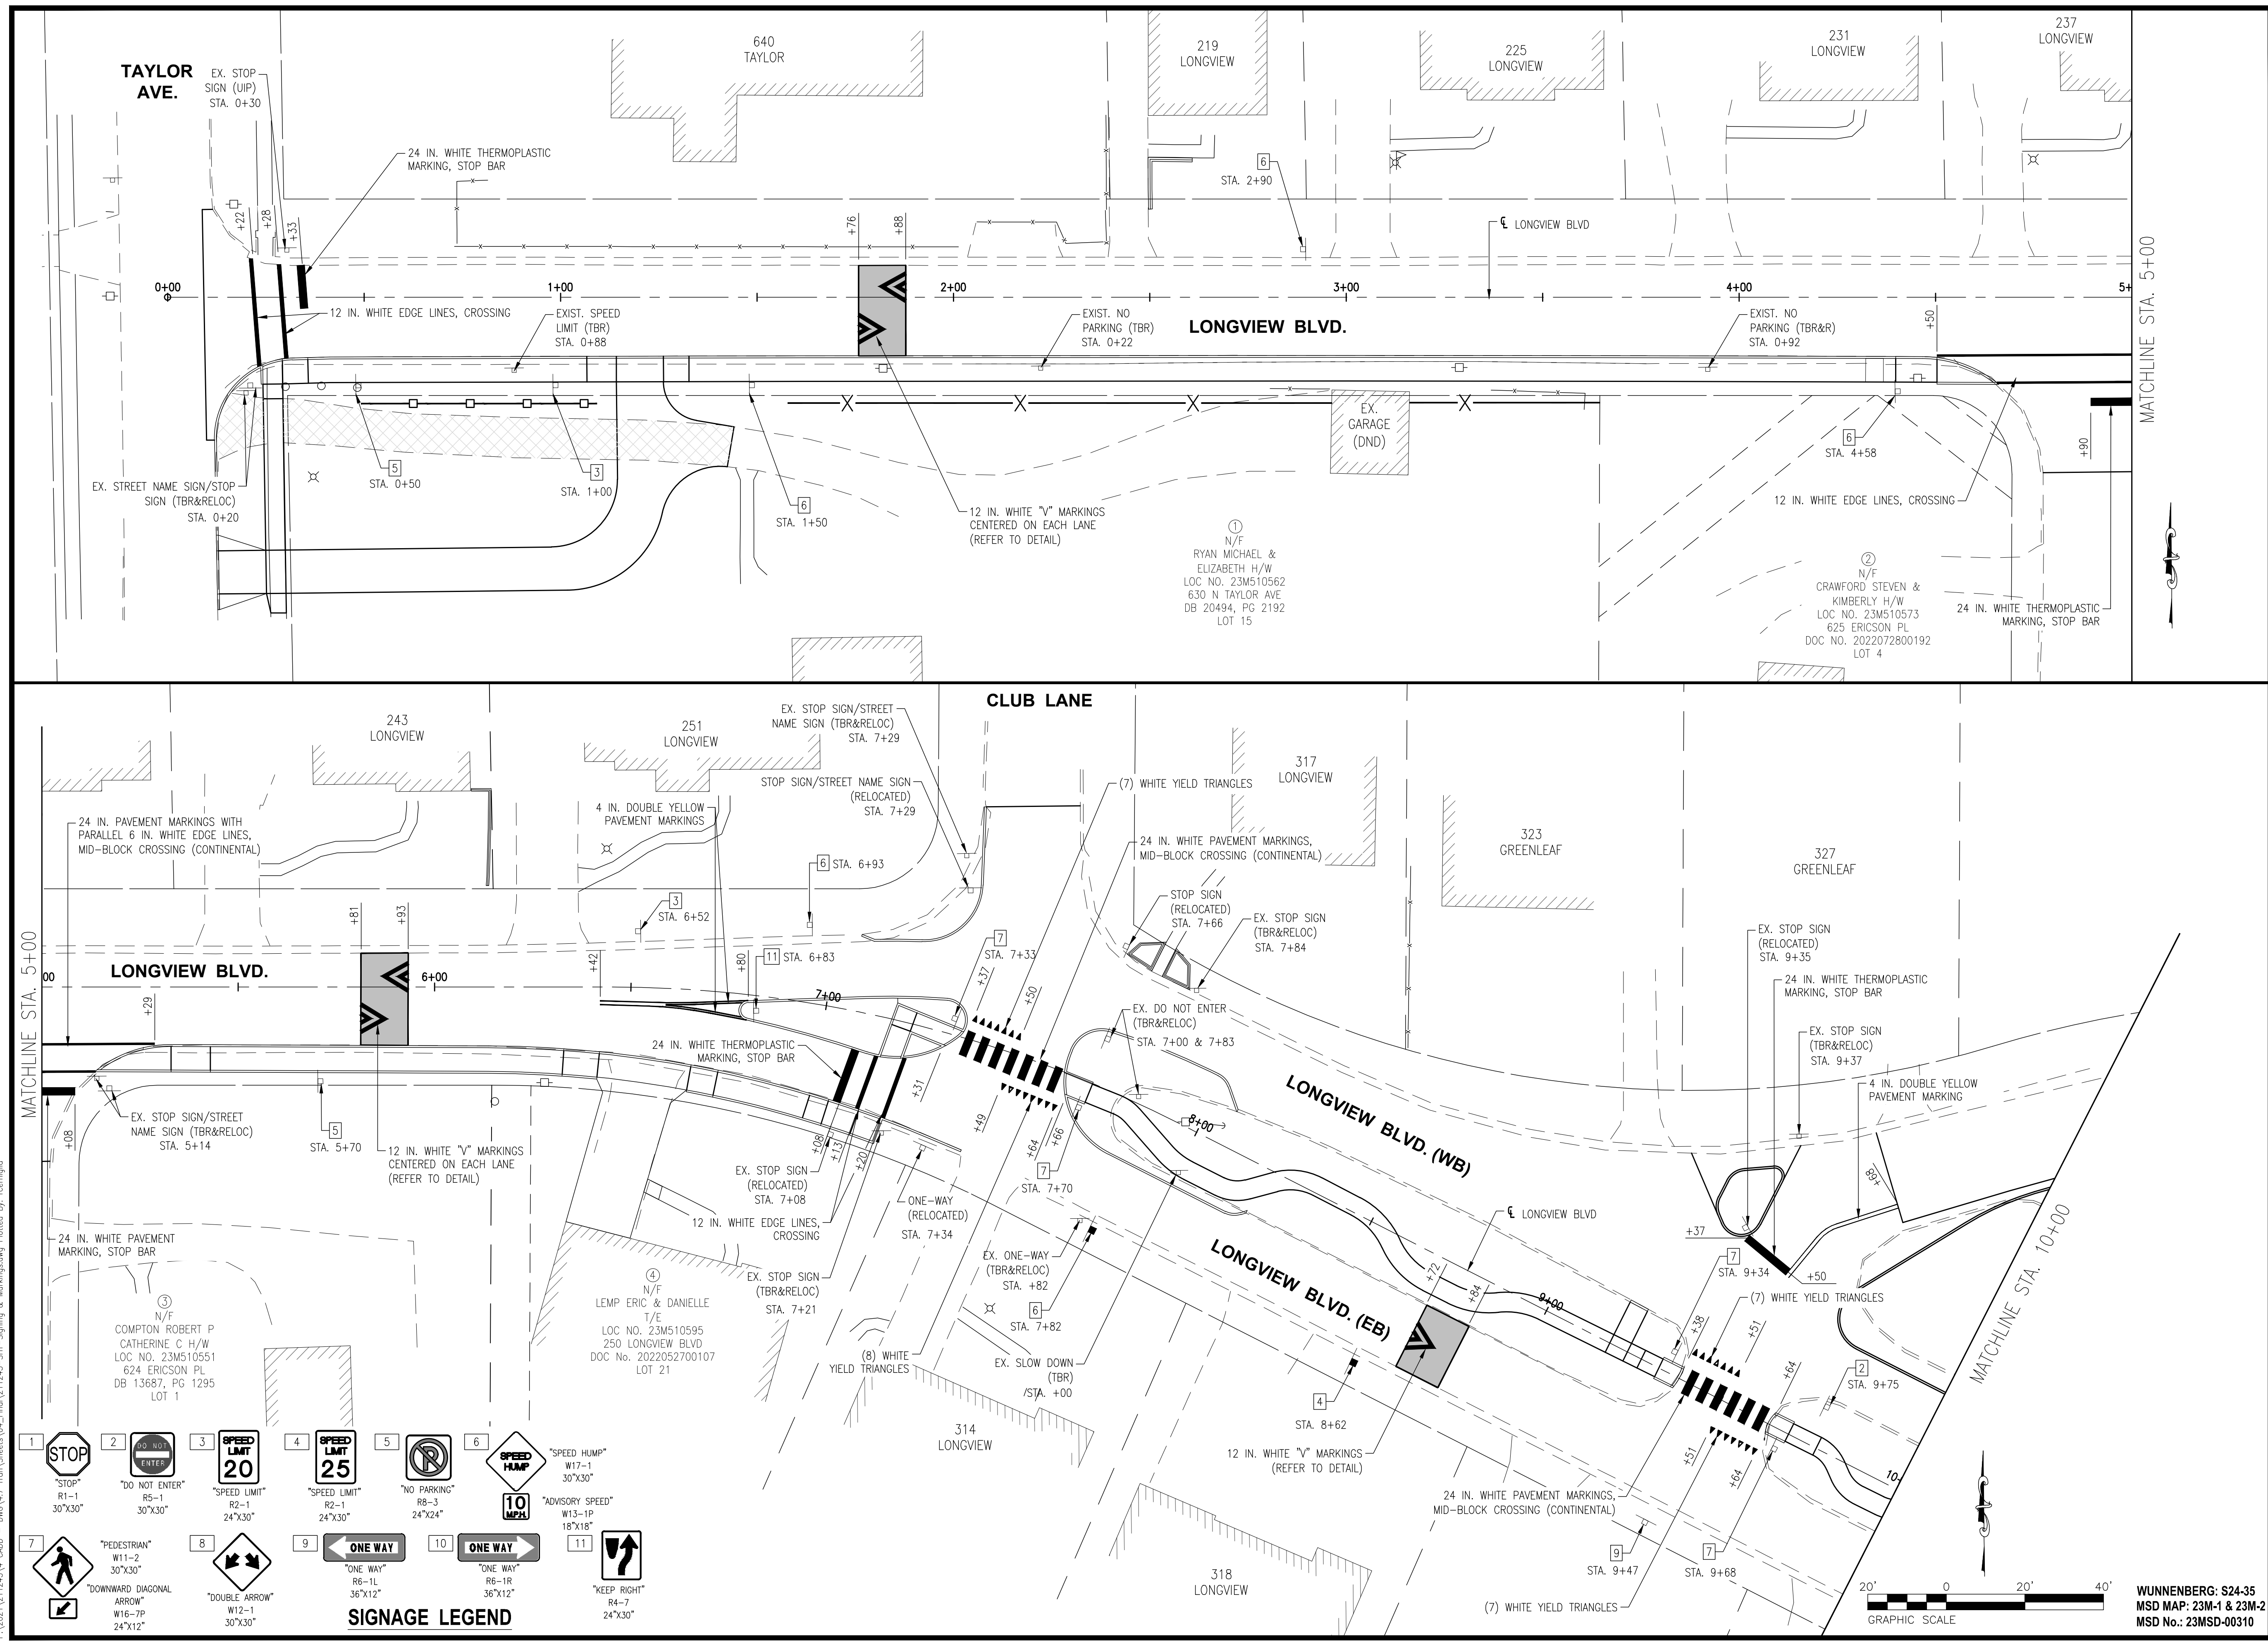 TAYLOR
AVE.
EX. STOP
SIGN (UIP)
STA. 0+30
640
TAYLOR
219
LONGVIEW
225
LONGVIEW
231
LONGVIEW
237
LONGVIEW
24 IN. WHITE THERMOPLASTIC
MARKING, STOP BAR
6
STA. 2+90
+22
+28
+33
+76
+88
℄ LONGVIEW BLVD
0+00
1+00
2+00
3+00
4+00
5+
12 IN. WHITE EDGE LINES, CROSSING
EXIST. SPEED
LIMIT (TBR)
STA. 0+88
EXIST. NO
PARKING (TBR)
STA. 0+22
LONGVIEW BLVD.
EXIST. NO
PARKING (TBR&R)
STA. 0+92
+50
MATCHLINE STA. 5+00
EX.
GARAGE
(DND)
+90
5
STA. 0+50
3
STA. 1+00
6
STA. 1+50
6
STA. 4+58
EX. STREET NAME SIGN/STOP
SIGN (TBR&RELOC)
STA. 0+20
12 IN. WHITE "V" MARKINGS
CENTERED ON EACH LANE
(REFER TO DETAIL)
12 IN. WHITE EDGE LINES, CROSSING
1
N/F
RYAN MICHAEL &
ELIZABETH H/W
LOC NO. 23M510562
630 N TAYLOR AVE
DB 20494, PG 2192
LOT 15
2
N/F
CRAWFORD STEVEN &
KIMBERLY H/W
LOC NO. 23M510573
625 ERICSON PL
DOC NO. 2022072800192
LOT 4
24 IN. WHITE THERMOPLASTIC
MARKING, STOP BAR
CLUB LANE
243
LONGVIEW
251
LONGVIEW
EX. STOP SIGN/STREET
NAME SIGN (TBR&RELOC)
STA. 7+29
STOP SIGN/STREET NAME SIGN
(RELOCATED)
STA. 7+29
(7) WHITE YIELD TRIANGLES
317
LONGVIEW
323
GREENLEAF
327
GREENLEAF
24 IN. PAVEMENT MARKINGS WITH
PARALLEL 6 IN. WHITE EDGE LINES,
MID-BLOCK CROSSING (CONTINENTAL)
4 IN. DOUBLE YELLOW
PAVEMENT MARKINGS
24 IN. WHITE PAVEMENT MARKINGS,
MID-BLOCK CROSSING (CONTINENTAL)
6 STA. 6+93
3
STA. 6+52
STOP SIGN
(RELOCATED)
STA. 7+66
EX. STOP SIGN
(TBR&RELOC)
STA. 7+84
EX. STOP SIGN
(RELOCATED)
STA. 9+35
24 IN. WHITE THERMOPLASTIC
MARKING, STOP BAR
EX. STOP SIGN
(TBR&RELOC)
STA. 9+37
4 IN. DOUBLE YELLOW
PAVEMENT MARKING
MATCHLINE STA. 5+00
LONGVIEW BLVD.
00
+29
+81
+93
6+00
+42
+80
11 STA. 6+83
7+00
7
STA. 7+33
+37
+50
EX. DO NOT ENTER
(TBR&RELOC)
STA. 7+00 & 7+83
24 IN. WHITE THERMOPLASTIC
MARKING, STOP BAR
+31
+49
+64
+66
8+00
LONGVIEW BLVD. (WB)
+08
EX. STOP SIGN/STREET
NAME SIGN (TBR&RELOC)
STA. 5+14
5
STA. 5+70
12 IN. WHITE "V" MARKINGS
CENTERED ON EACH LANE
(REFER TO DETAIL)
+08
+13
+20
EX. STOP SIGN
(RELOCATED)
STA. 7+08
12 IN. WHITE EDGE LINES,
CROSSING
ONE-WAY
(RELOCATED)
STA. 7+34
7
STA. 7+70
℄ LONGVIEW BLVD
+89
+37
+50
7
STA. 9+34
MATCHLINE STA. 10+00
24 IN. WHITE PAVEMENT
MARKING, STOP BAR
EX. ONE-WAY
(TBR&RELOC)
STA. +82
6
STA. 7+82
LONGVIEW BLVD. (EB)
+72
+84
9+00
(7) WHITE YIELD TRIANGLES
+38
+51
+64
2
STA. 9+75
3
N/F
COMPTON ROBERT P
CATHERINE C H/W
LOC NO. 23M510551
624 ERICSON PL
DB 13687, PG 1295
LOT 1
4
N/F
LEMP ERIC & DANIELLE
T/E
LOC NO. 23M510595
250 LONGVIEW BLVD
DOC No. 2022052700107
LOT 21
EX. STOP SIGN
(TBR&RELOC)
STA. 7+21
(8) WHITE
YIELD TRIANGLES
EX. SLOW DOWN
(TBR)
STA. +00
314
LONGVIEW
4
STA. 8+62
12 IN. WHITE "V" MARKINGS
(REFER TO DETAIL)
24 IN. WHITE PAVEMENT MARKINGS,
MID-BLOCK CROSSING (CONTINENTAL)
+51
+64
10
9
STA. 9+47
7
STA. 9+68
318
LONGVIEW
(7) WHITE YIELD TRIANGLES
1
STOP
"STOP"
R1-1
30"X30"
2
DO NOT
ENTER
"DO NOT ENTER"
R5-1
30"X30"
3
SPEED
LIMIT
20
"SPEED LIMIT"
R2-1
24"X30"
4
SPEED
LIMIT
25
"SPEED LIMIT"
R2-1
24"X30"
5
P
"NO PARKING"
R8-3
24"X24"
6
SPEED
HUMP
"SPEED HUMP"
W17-1
30"X30"
10
M.P.H.
"ADVISORY SPEED"
W13-1P
18"X18"
7
"PEDESTRIAN"
W11-2
30"X30"
"DOWNWARD DIAGONAL
ARROW"
W16-7P
24"X12"
8
"DOUBLE ARROW"
W12-1
30"X30"
9
ONE WAY
"ONE WAY"
R6-1L
36"X12"
10
ONE WAY
"ONE WAY"
R6-1R
36"X12"
11
"KEEP RIGHT"
R4-7
24"X30"
SIGNAGE LEGEND
20'
0
20'
40'
GRAPHIC SCALE
WUNNENBERG: S24-35
MSD MAP: 23M-1 & 23M-2
MSD No.: 23MSD-00310